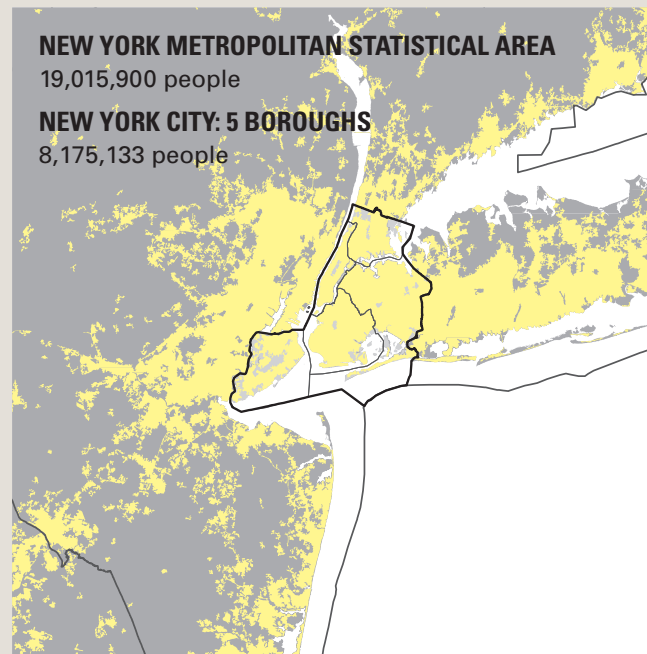 NEW YORK METROPOLITAN STATISTICAL AREA
19,015,900 people
NEW YORK CITY: 5 BOROUGHS
8,175,133 people